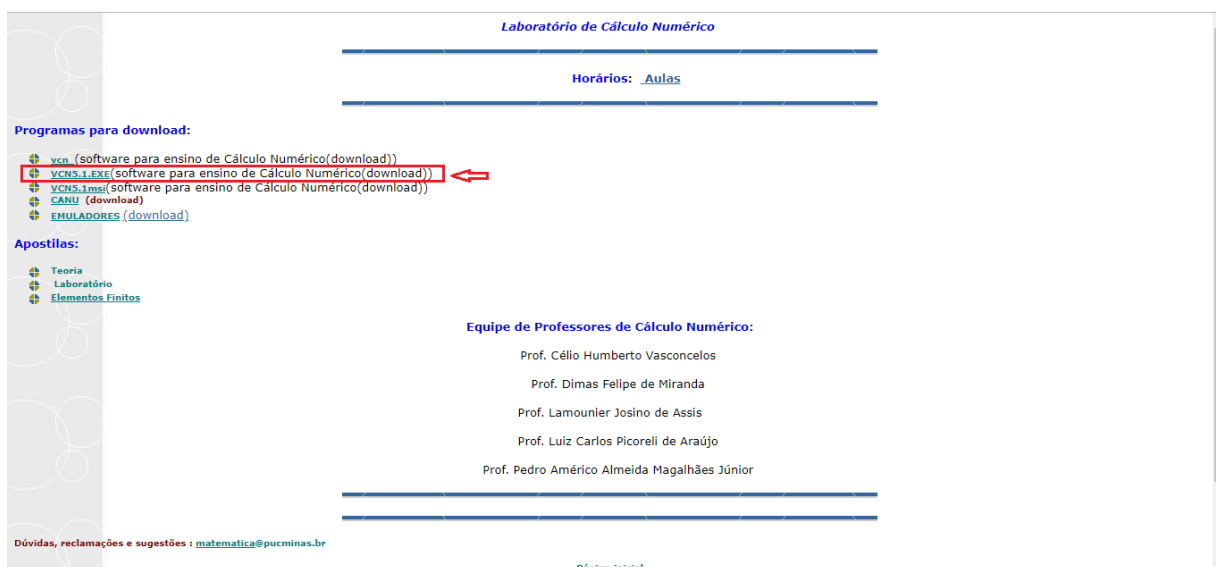 Laboratório de Cálculo Numérico
Horários: Aulas
Programas para download:
vcn (software para ensino de Cálculo Numérico(download))
VCN5.1.EXE(software para ensino de Cálculo Numérico(download))
VCN5.1msi(software para ensino de Cálculo Numérico(download))
CANU (download)
EMULADORES (download)
Apostilas:
Teoria
Laboratório
Elementos Finitos
Equipe de Professores de Cálculo Numérico:
Prof. Célio Humberto Vasconcelos
Prof. Dimas Felipe de Miranda
Prof. Lamounier Josino de Assis
Prof. Luiz Carlos Picoreli de Araújo
Prof. Pedro Américo Almeida Magalhães Júnior
Dúvidas, reclamações e sugestões : matematica@pucminas.br